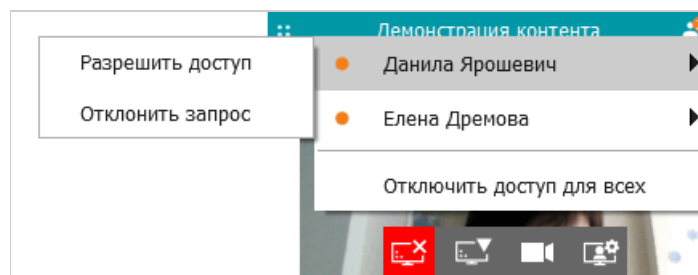 Демонстрация контента
Разрешить доступ
Отклонить запрос
Данила Ярошевич
Елена Дремова
Отключить доступ для всех